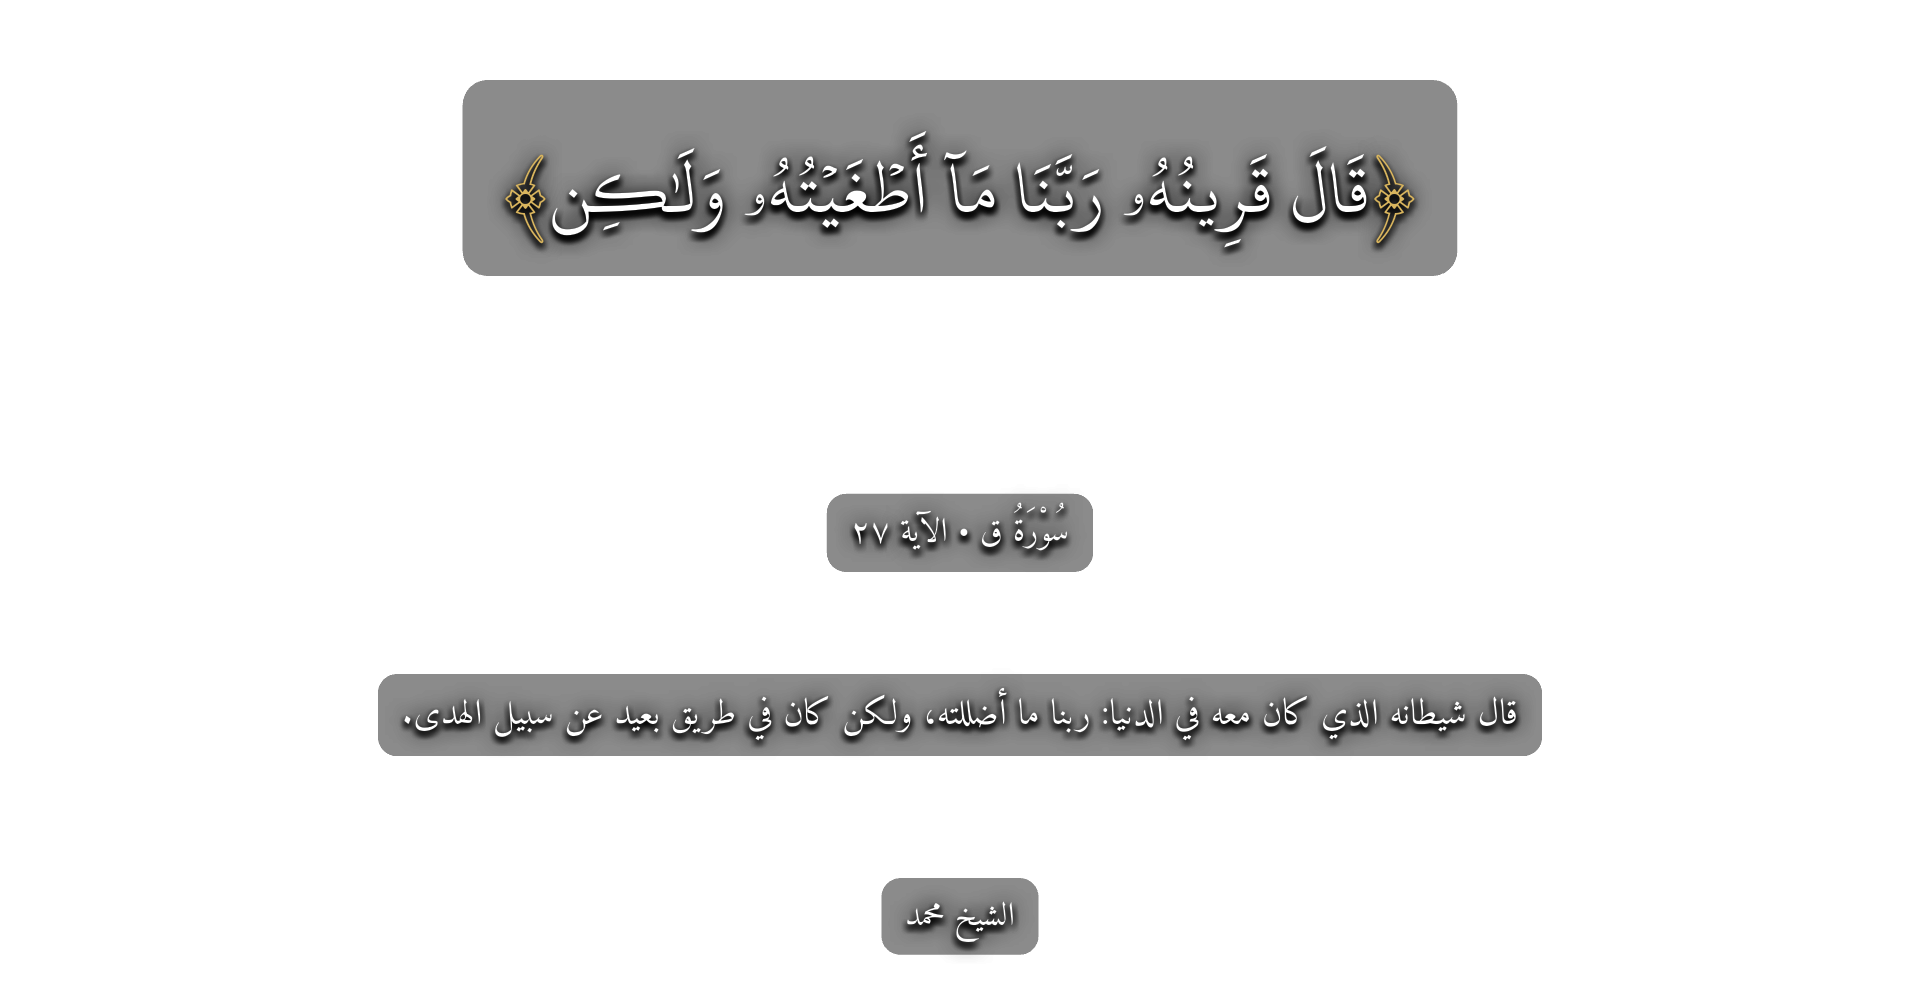 ﴿قَالَ قَرِينُهُۥ رَبَّنَا مَآ أَطۡغَيۡتُهُۥ وَلَٰكِن﴾
سُوْرَةُ ق • الآية ٢٧
قال شيطانه الذي كان معه في الدنيا: ربنا ما أضللته، ولكن كان في طريق بعيد عن سبيل الهدى.
الشيخ محمد